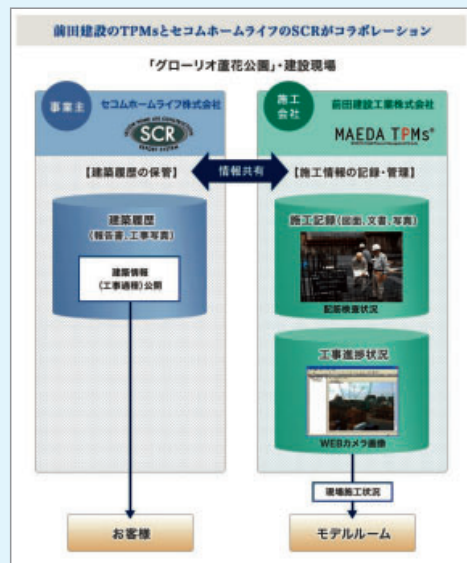 前田建設のTPMsとセコムホームライフのSCRがコラボレーション
「グローリオ蘆花公園」・建設現場
事業主
セコムホームライフ株式会社
SCR
【建築履歴の保管】
情報共有
施工
会社
前田建設工業株式会社
MAEDA TPMs®
【施工情報の記録・管理】
建築履歴
(報告書、工事写真)
建築情報
(工事過程)公開
施工記録(図面、文書、写真)
配筋検査状況
工事進捗状況
WEBカメラ画像
現場施工状況
お客様
モデルルーム